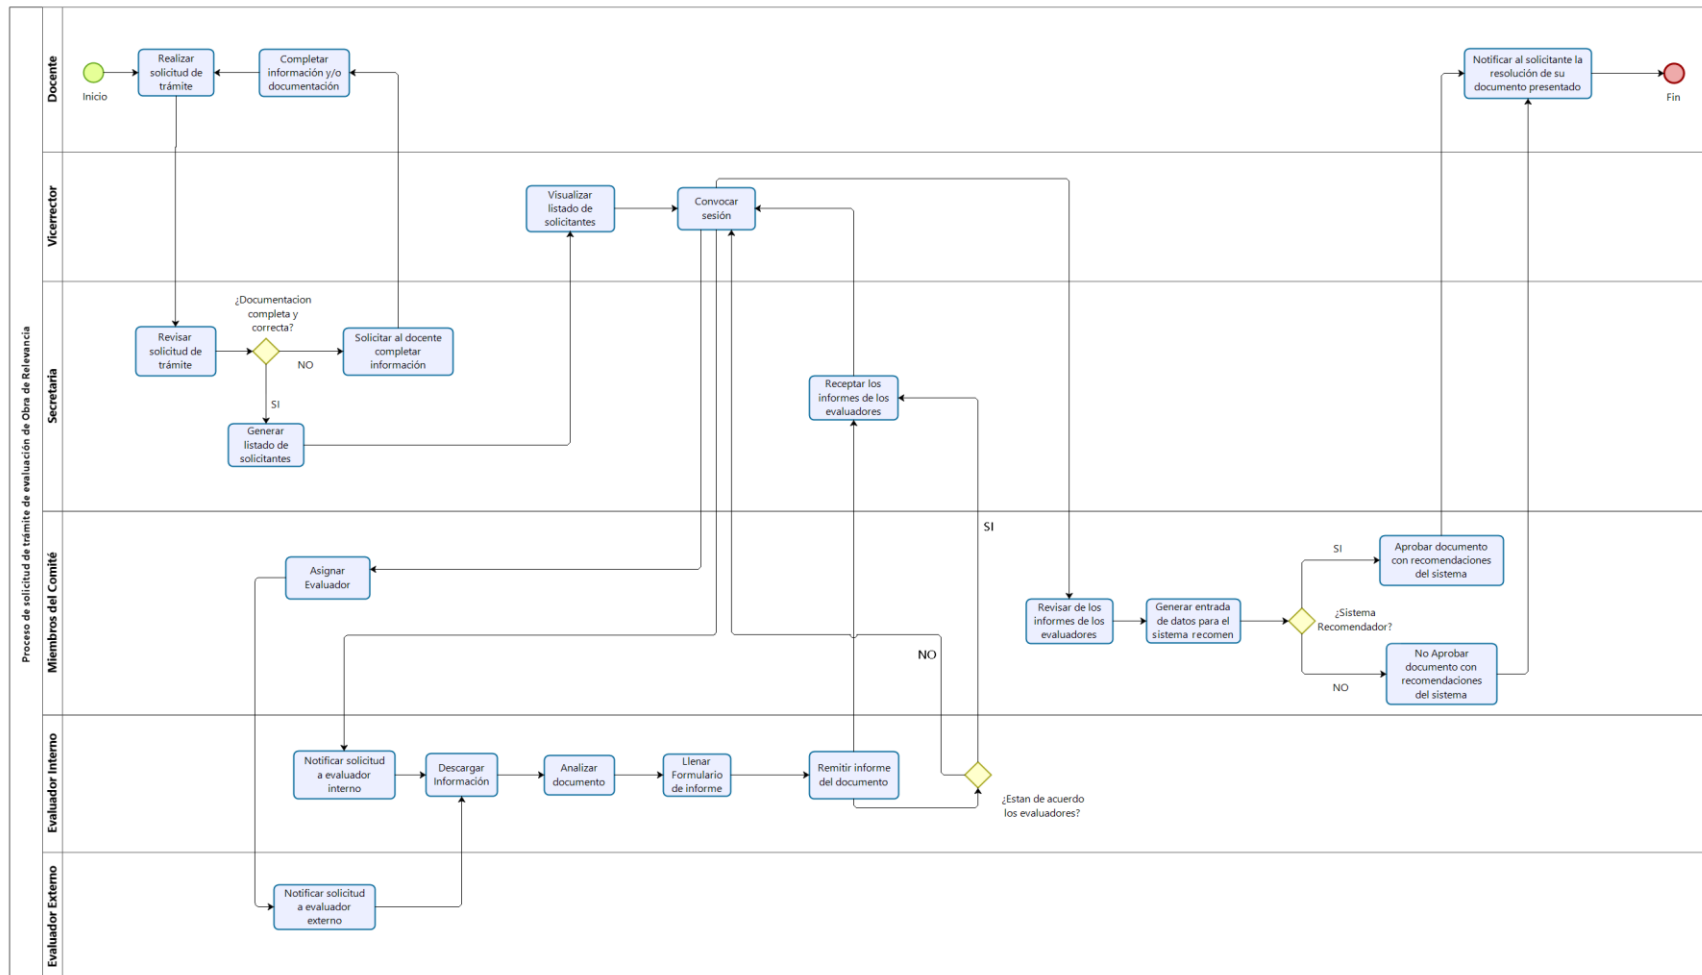 Proceso de solicitud de trámite de evaluación de Obra de Relevancia
Docente
Inicio
Realizar
solicitud de
trámite
Completar
información y/o
documentación
Notificar al solicitante la
resolución de su
documento presentado
Fin
Vicerrector
Visualizar
listado de
solicitantes
Convocar
sesión
Secretaria
Revisar
solicitud de
trámite
¿Documentacion
completa y
correcta?
NO
SI
Solicitar al docente
completar
información
Generar
listado de
solicitantes
Receptar los
informes de los
evaluadores
Miembros del Comité
Asignar
Evaluador
SI
NO
Revisar de los
informes de los
evaluadores
Generar entrada
de datos para el
sistema recomen
¿Sistema
Recomendador?
SI
NO
Aprobar documento
con recomendaciones
del sistema
No Aprobar
documento con
recomendaciones
del sistema
Evaluador Interno
Notificar solicitud
a evaluador
interno
Descargar
Información
Analizar
documento
Llenar
Formulario
de informe
Remitir informe
del documento
¿Estan de acuerdo
los evaluadores?
Evaluador Externo
Notificar solicitud
a evaluador
externo